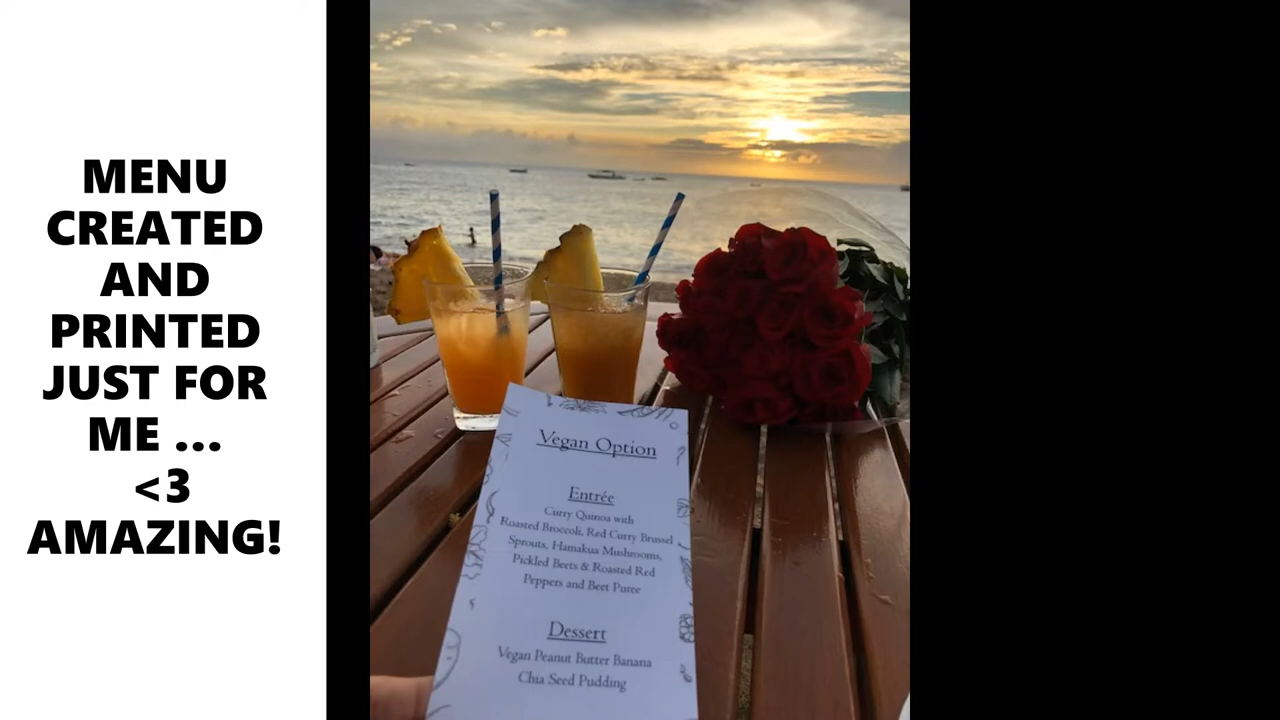 MENU
CREATED
AND
PRINTED
JUST FOR
ME ...
<3
AMAZING!
Vegan Option
Entrée
Curry Quinoa with
Roasted Broccoli, Red Curry Brussel
Sprouts, Hamakua Mushrooms,
Pickled Beets & Roasted Red
Peppers and Beet Puree
Dessert
Vegan Peanut Butter Banana
Chia Seed Pudding